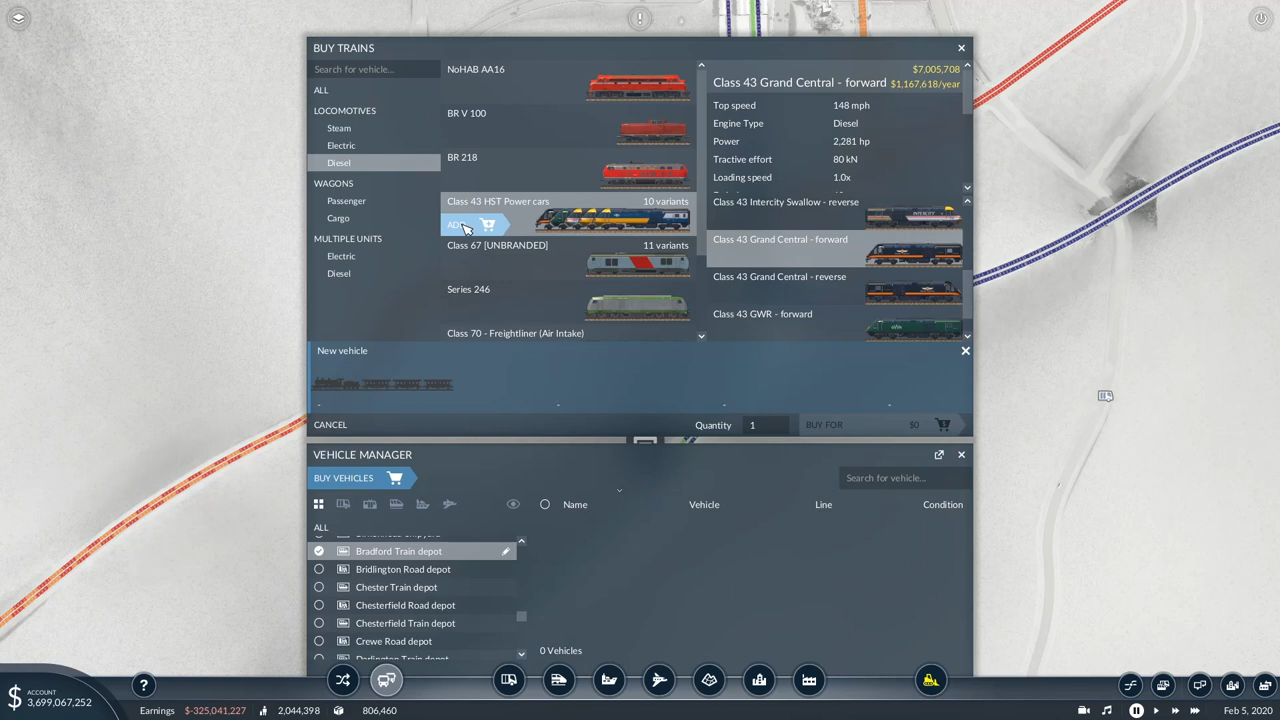 BUY TRAINS
Search for vehicle...
ALL
LOCOMOTIVES
Steam
Electric
Diesel
WAGONS
Passenger
Cargo
MULTIPLE UNITS
Electric
Diesel
NoHAB AA16
BR V 100
BR 218
Class 43 HST Power cars 10 variants
Class 67 [UNBRANDED] 11 variants
Series 246
Class 70 - Freightliner (Air Intake)
$7,005,708
Class 43 Grand Central - forward $1,167,618/year
Top speed 148 mph
Engine Type Diesel
Power 2,281 hp
Tractive effort 80 kN
Loading speed 1.0x
Class 43 Intercity Swallow - reverse
Class 43 Grand Central - forward
Class 43 Grand Central - reverse
Class 43 GWR - forward
New vehicle
- - - -
CANCEL Quantity 1 BUY FOR $0
VEHICLE MANAGER
BUY VEHICLES Search for vehicle...
Name Vehicle Line Condition
ALL
Bradford Train depot
Bridlington Road depot
Chester Train depot
Chesterfield Road depot
Chesterfield Train depot
Crewe Road depot
0 Vehicles
ACCOUNT
$ 3,699,067,252
?
Earnings $-325,041,227 2,044,398 806,460 Feb 5, 2020